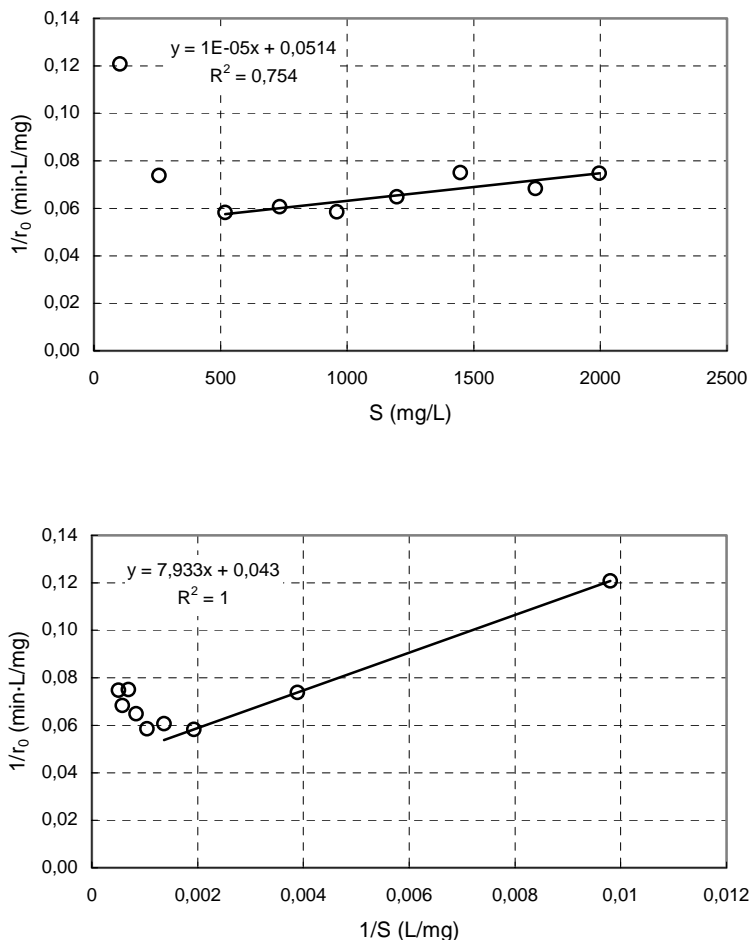 0,14
0,12
0,10
0,08
0,06
0,04
0,02
0,00
1/r0 (min·L/mg)
y = 1E-05x + 0,0514
R2 = 0,754
0 500 1000 1500 2000 2500
S (mg/L)
0,14
0,12
0,10
0,08
0,06
0,04
0,02
0,00
1/r0 (min·L/mg)
y = 7,933x + 0,043
R2 = 1
0 0,002 0,004 0,006 0,008 0,01 0,012
1/S (L/mg)